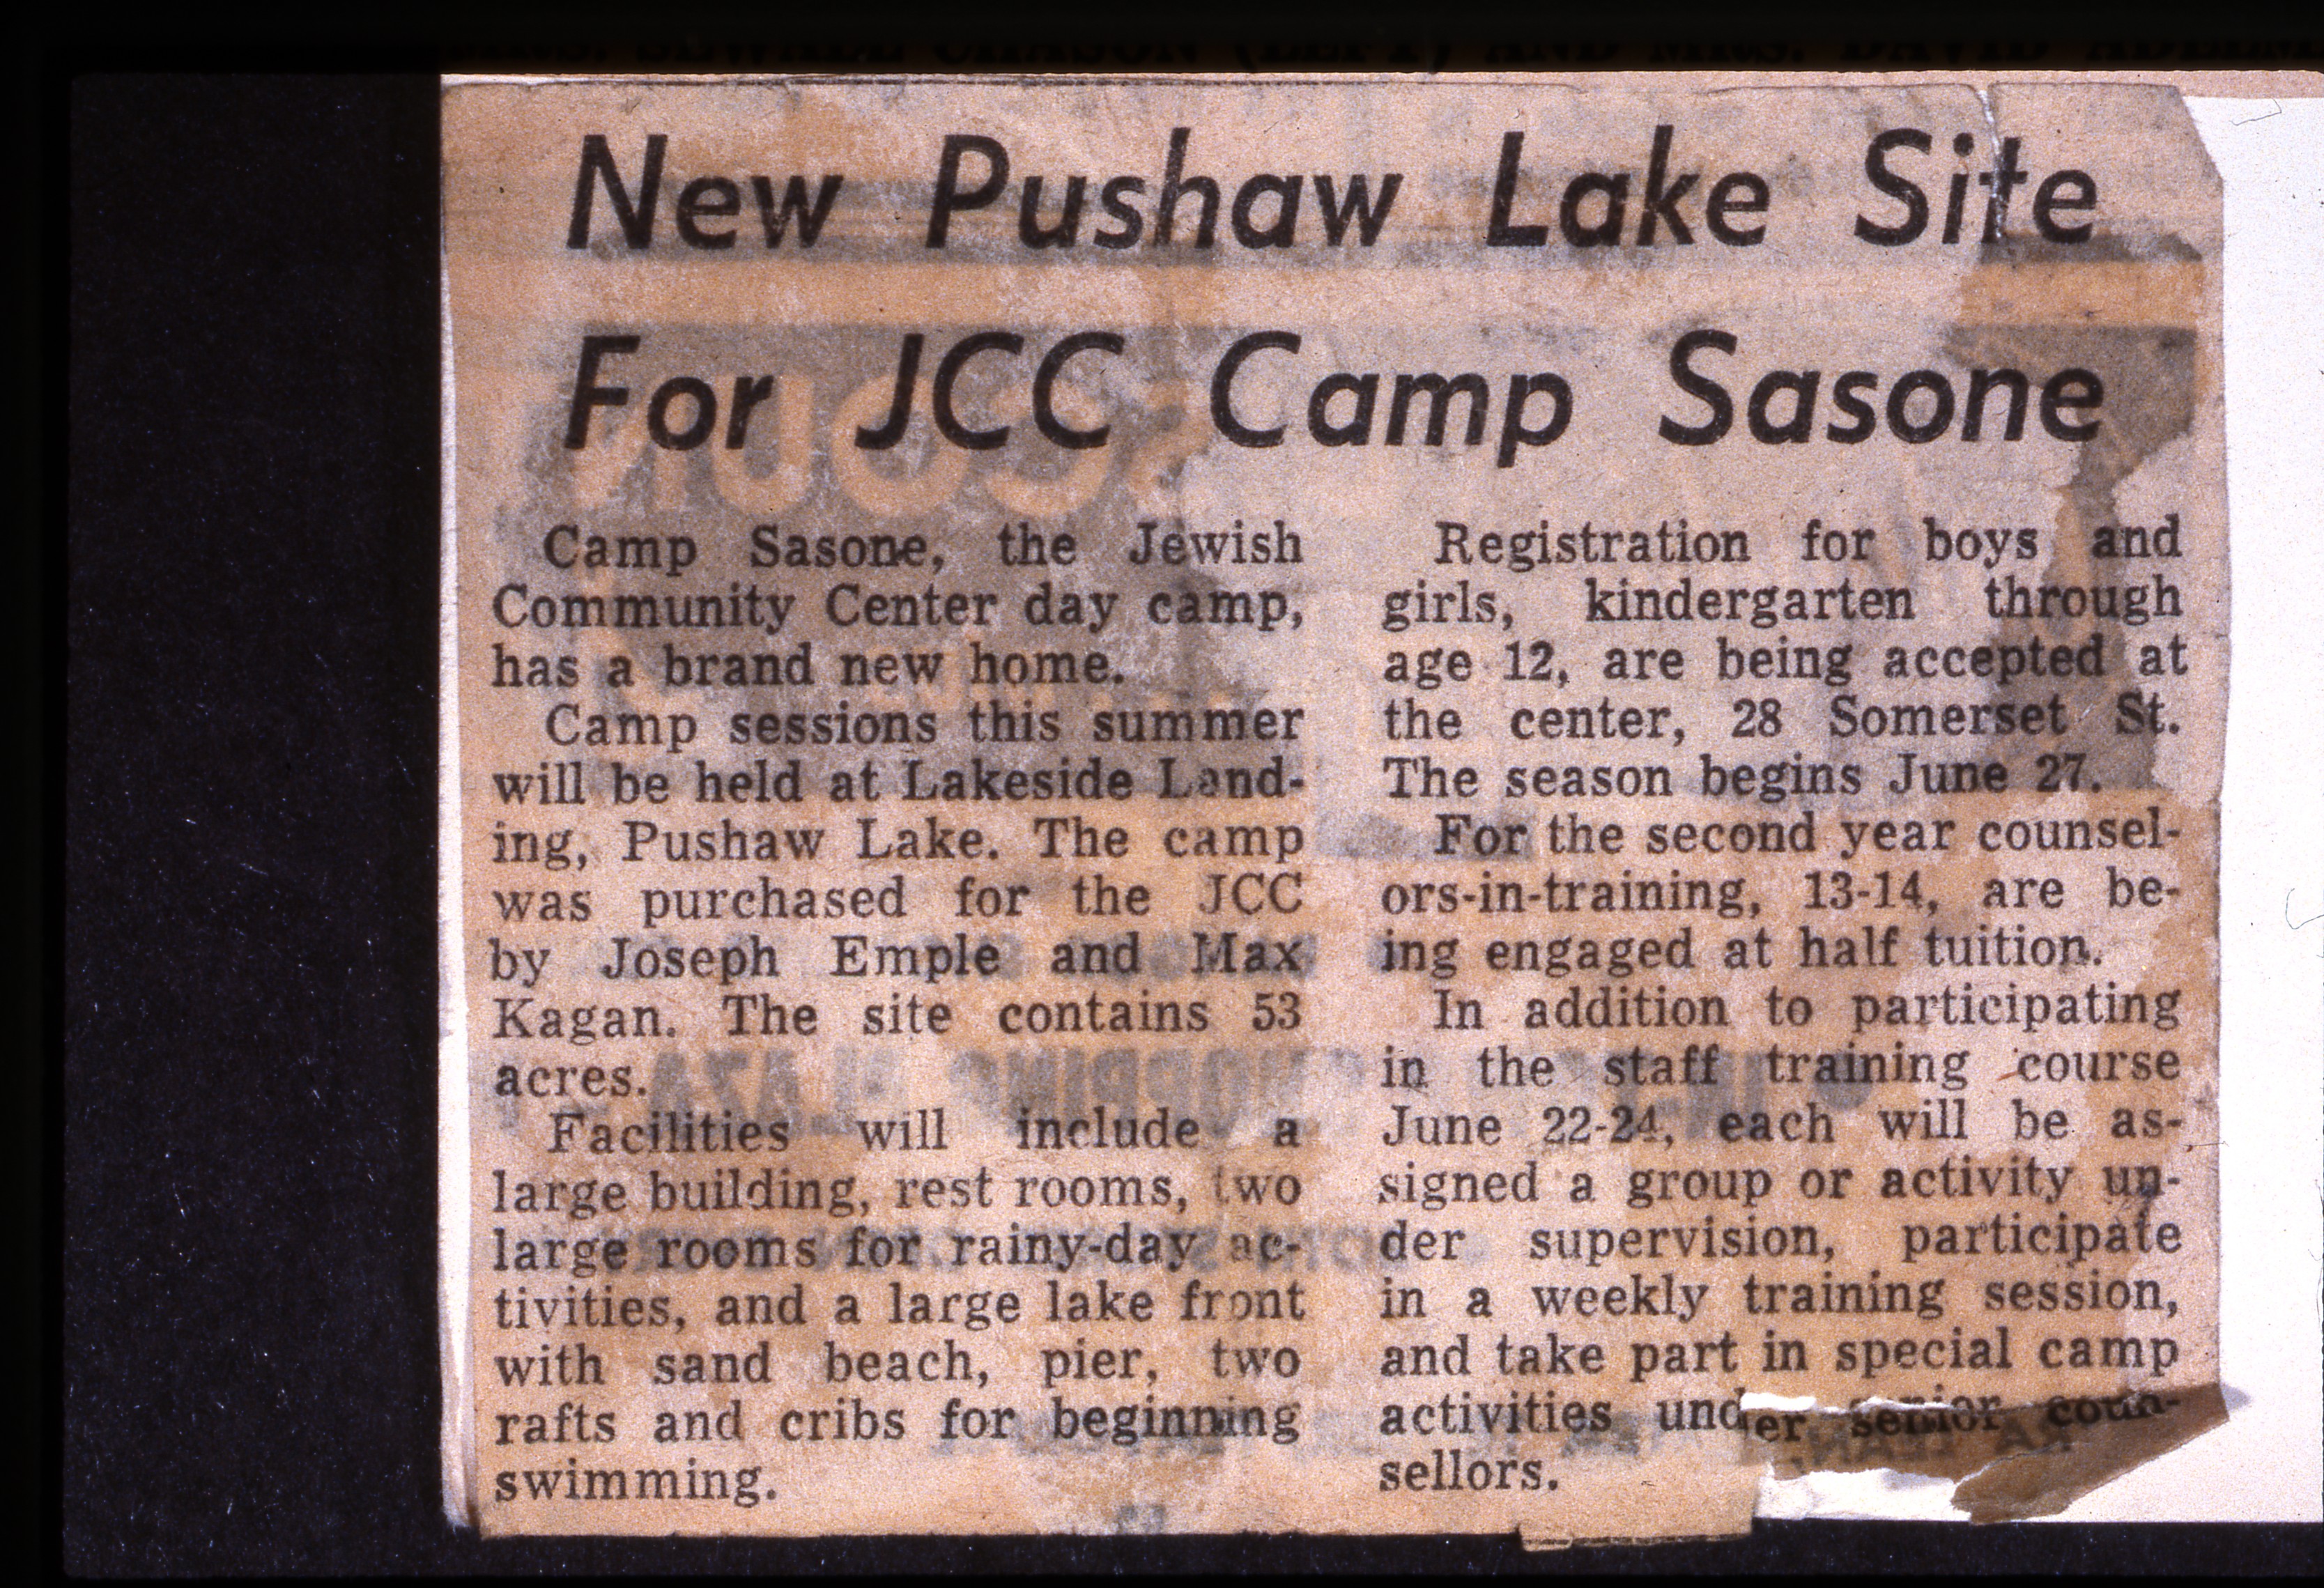 MRS. SEWALL CHASON (LEFT) AND MRS. DAVID
New Pushaw Lake Site
For JCC Camp Sasone
Camp Sasone, the Jewish
Community Center day camp,
has a brand new home.
Camp sessions this summer
will be held at Lakeside Land-
ing, Pushaw Lake. The camp
was purchased for the JCC
by Joseph Emple and Max
Kagan. The site contains 53
acres.
Facilities will include a
large building, rest rooms, two
large rooms for rainy-day ac-
tivities, and a large lake front
with sand beach, pier, two
rafts and cribs for beginning
swimming.
Registration for boys and
girls, kindergarten through
age 12, are being accepted at
the center, 28 Somerset St.
The season begins June 27.
For the second year counsel-
ors-in-training, 13-14, are be-
ing engaged at half tuition.
In addition to participating
in the staff training course
June 22-24, each will be as-
signed a group or activity un-
der supervision, participate
in a weekly training session,
and take part in special camp
activities under senior coun-
sellors.